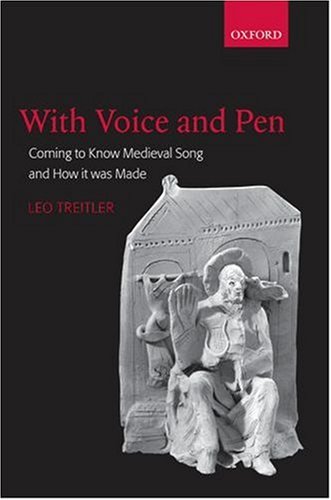 OXFORD
With Voice and Pen
Coming to Know Medieval Song
and How it was Made
LEO TREITLER